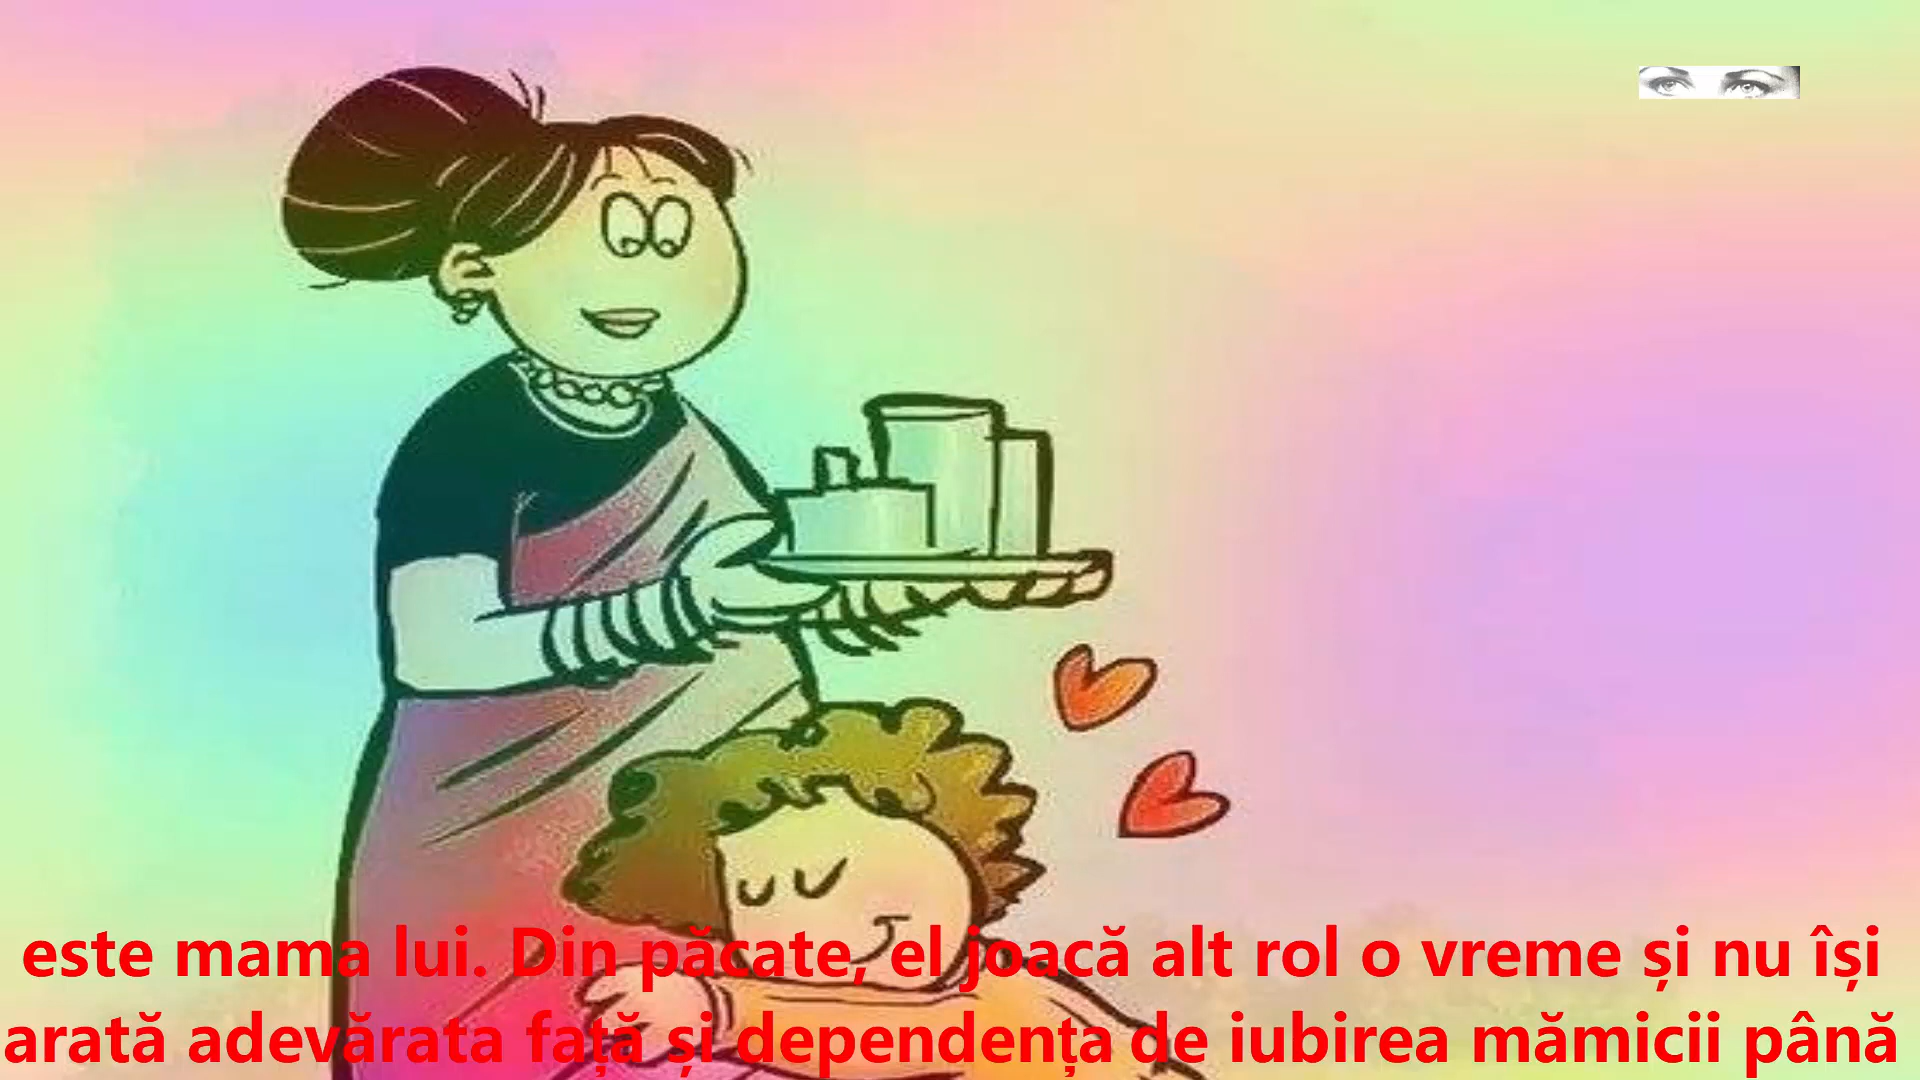 este mama lui. Din păcate, el joacă alt rol o vreme și nu își
arată adevărata față și dependența de iubirea mămicii până